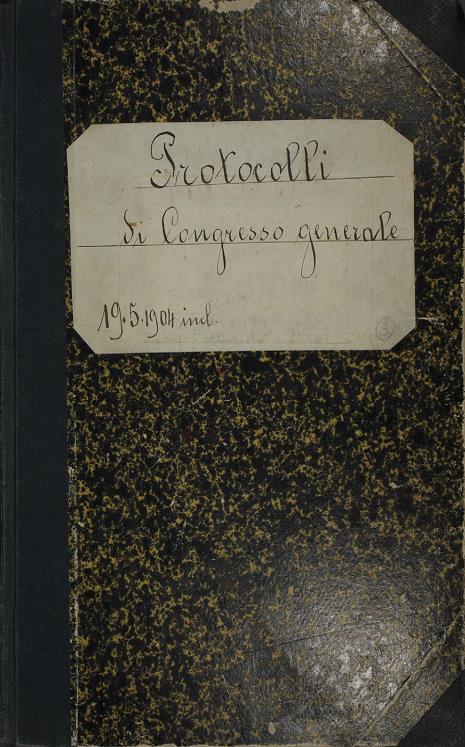 Protocolli
di Congresso generale
19.5.1904 incl.
3